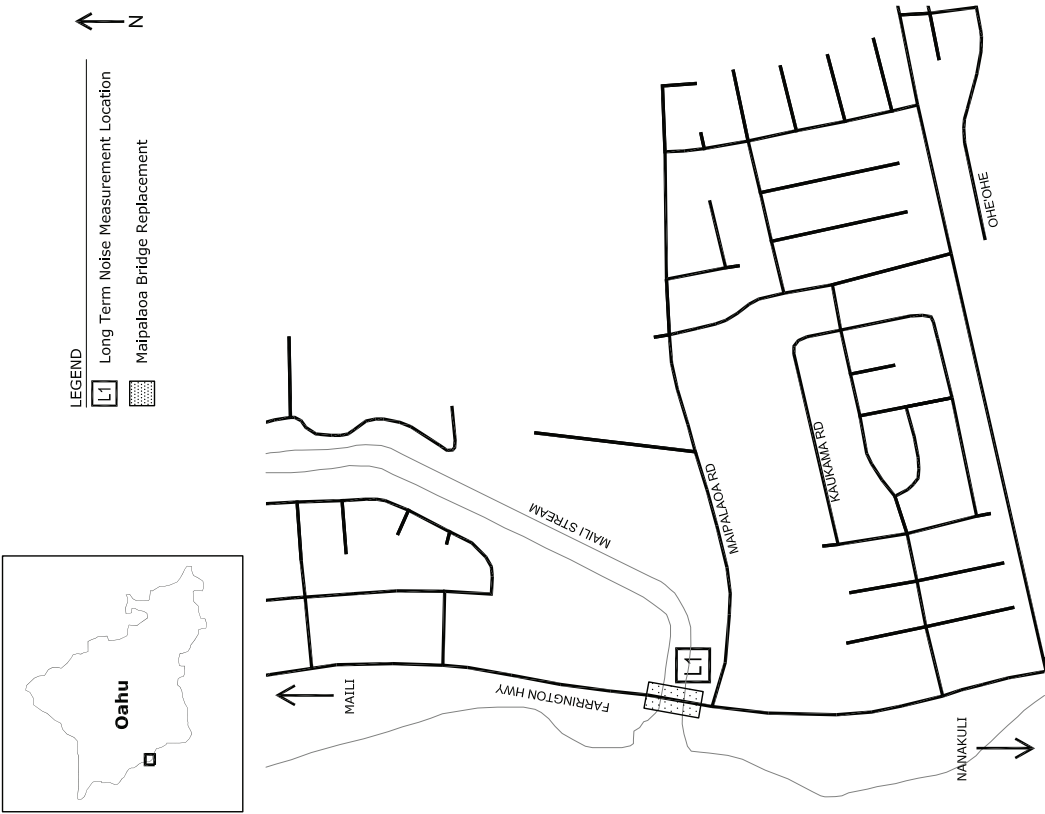 N
LEGEND
L1 Long Term Noise Measurement Location
Maipalaoa Bridge Replacement
Oahu
MAILI
FARRINGTON HWY
MAILI STREAM
L1
MAIPALAOA RD
KAUKAMA RD
OHE'OHE
NANAKULI